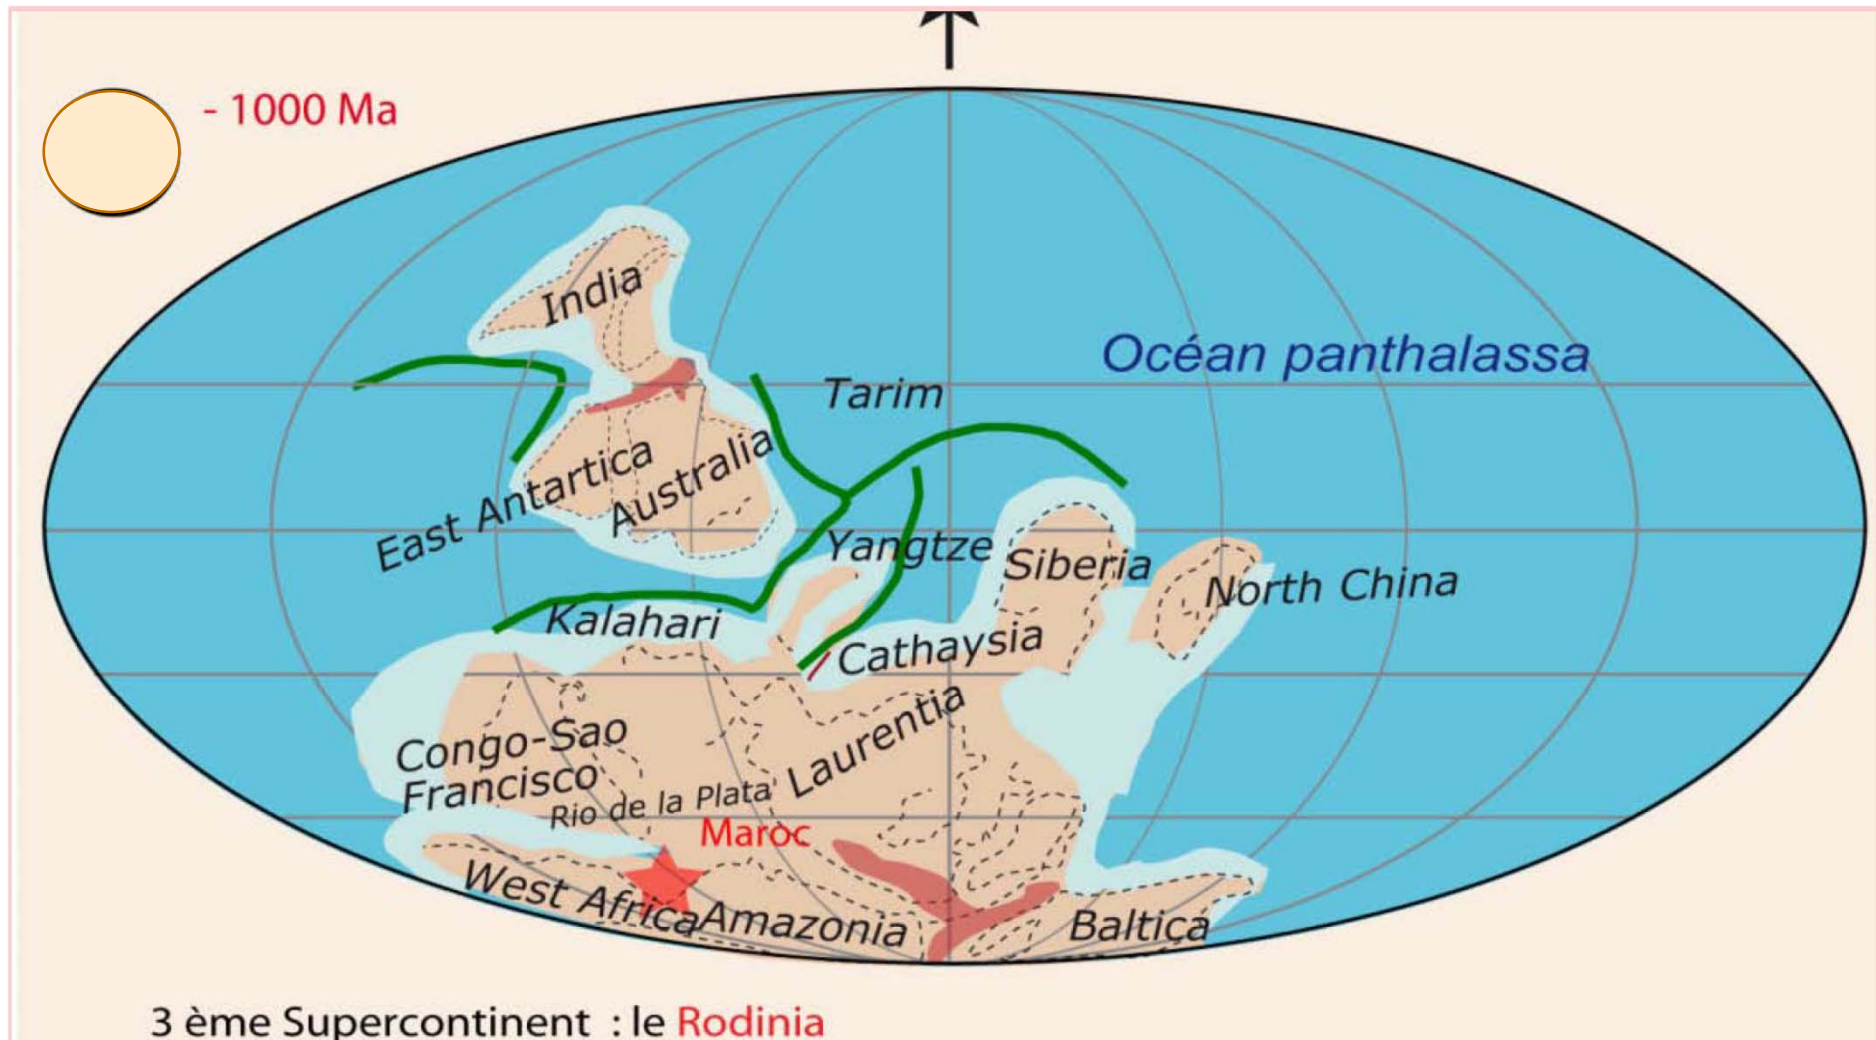 - 1000 Ma
India
Océan panthalassa
Tarim
East Antartica
Australia
Yangtze
Siberia
North China
Kalahari
Cathaysia
Laurentia
Congo-Sao
Francisco
Rio de la Plata
Maroc
West Africa
Amazonia
Baltica
3 ème Supercontinent : le Rodinia